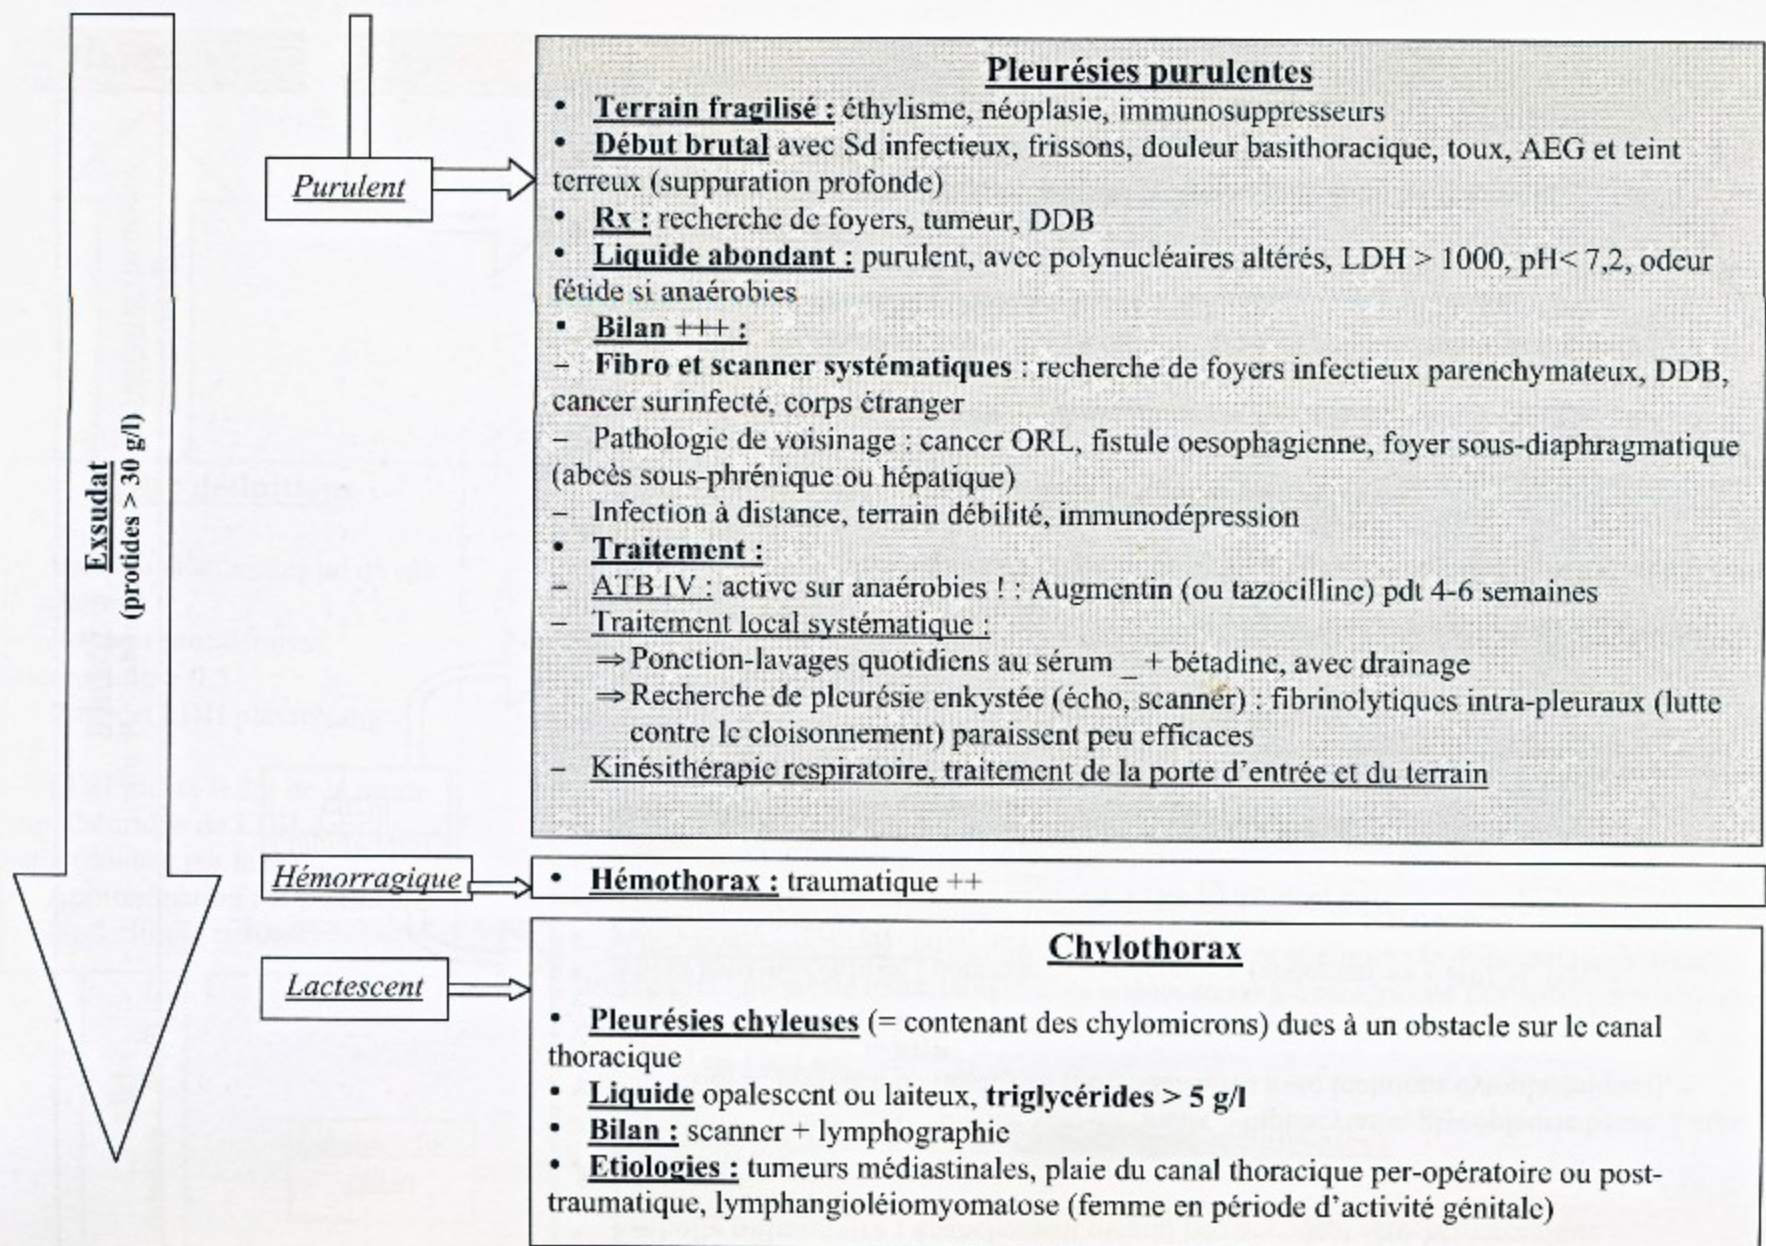 Exsudat
(protides > 30 g/l)
Purulent
Pleurésies purulentes
• Terrain fragilisé : éthylisme, néoplasie, immunosuppresseurs
• Début brutal avec Sd infectieux, frissons, douleur basithoracique, toux, AEG et teint
terreux (suppuration profonde)
• Rx : recherche de foyers, tumeur, DDB
• Liquide abondant : purulent, avec polynucléaires altérés, LDH > 1000, pH< 7,2, odeur
fétide si anaérobies
• Bilan +++ :
– Fibro et scanner systématiques : recherche de foyers infectieux parenchymateux, DDB,
cancer surinfecté, corps étranger
– Pathologie de voisinage : cancer ORL, fistule oesophagienne, foyer sous-diaphragmatique
(abcès sous-phrénique ou hépatique)
– Infection à distance, terrain débilité, immunodépression
• Traitement :
– ATB IV : active sur anaérobies ! : Augmentin (ou tazocilline) pdt 4-6 semaines
– Traitement local systématique :
⇒ Ponction-lavages quotidiens au sérum _ + bétadine, avec drainage
⇒ Recherche de pleurésie enkystée (écho, scanner) : fibrinolytiques intra-pleuraux (lutte
contre le cloisonnement) paraissent peu efficaces
– Kinésithérapie respiratoire, traitement de la porte d'entrée et du terrain
Hémorragique
• Hémothorax : traumatique ++
Lactescent
Chylothorax
• Pleurésies chyleuses (= contenant des chylomicrons) dues à un obstacle sur le canal
thoracique
• Liquide opalescent ou laiteux, triglycérides > 5 g/l
• Bilan : scanner + lymphographie
• Etiologies : tumeurs médiastinales, plaie du canal thoracique per-opératoire ou post-
traumatique, lymphangioléiomyomatose (femme en période d'activité génitale)